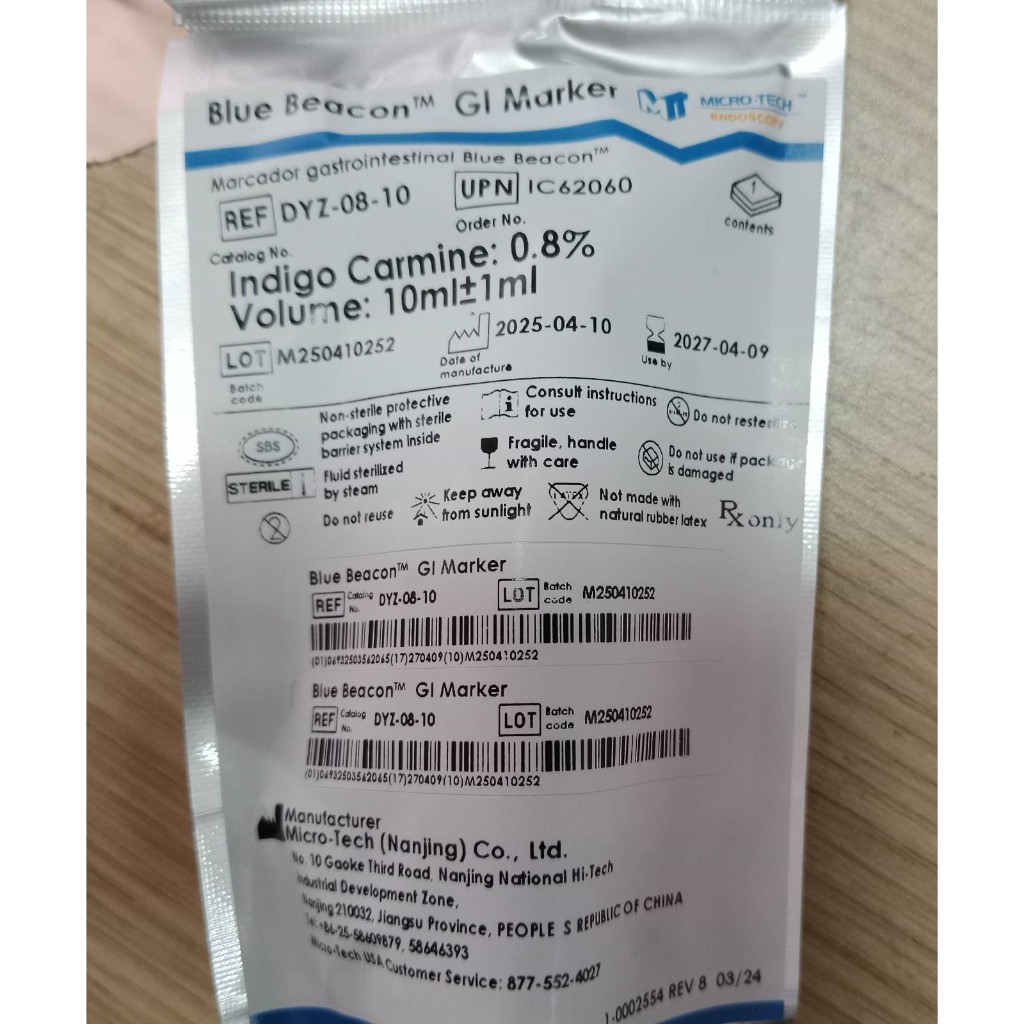 Blue Beacon™ GI Marker
MICRO-TECH™
ENDOSCOPY
Marcador gastrointestinal Blue Beacon™
REF DYZ-08-10
Catalog No.
UPN IC62060
Order No.
1
contents
Indigo Carmine: 0.8%
Volume: 10ml±1ml
LOT M250410252
Batch
code
2025-04-10
Date of
manufacture
2027-04-09
Use by
SBS
Non-sterile protective
packaging with sterile
barrier system inside
Consult instructions
for use
Do not resterilize
STERILE
Fluid sterilized
by steam
Fragile, handle
with care
Do not use if package
is damaged
2
Do not reuse
Keep away
from sunlight
LATEX
Not made with
natural rubber latex
Rx only
Blue Beacon™ GI Marker
REF Catalog No. DYZ-08-10
LOT Batch code M250410252
(01)06932503562065(17)270409(10)M250410252
Blue Beacon™ GI Marker
REF Catalog No. DYZ-08-10
LOT Batch code M250410252
(01)06932503562065(17)270409(10)M250410252
Manufacturer
Micro-Tech (Nanjing) Co., Ltd.
No. 10 Gaoke Third Road, Nanjing National Hi-Tech
Industrial Development Zone,
Nanjing 210032, Jiangsu Province, PEOPLE S REPUBLIC OF CHINA
Tel: +86-25-58609879, 58646393
Micro-Tech USA Customer Service: 877-552-4027
1-0002554 REV 8 03/24